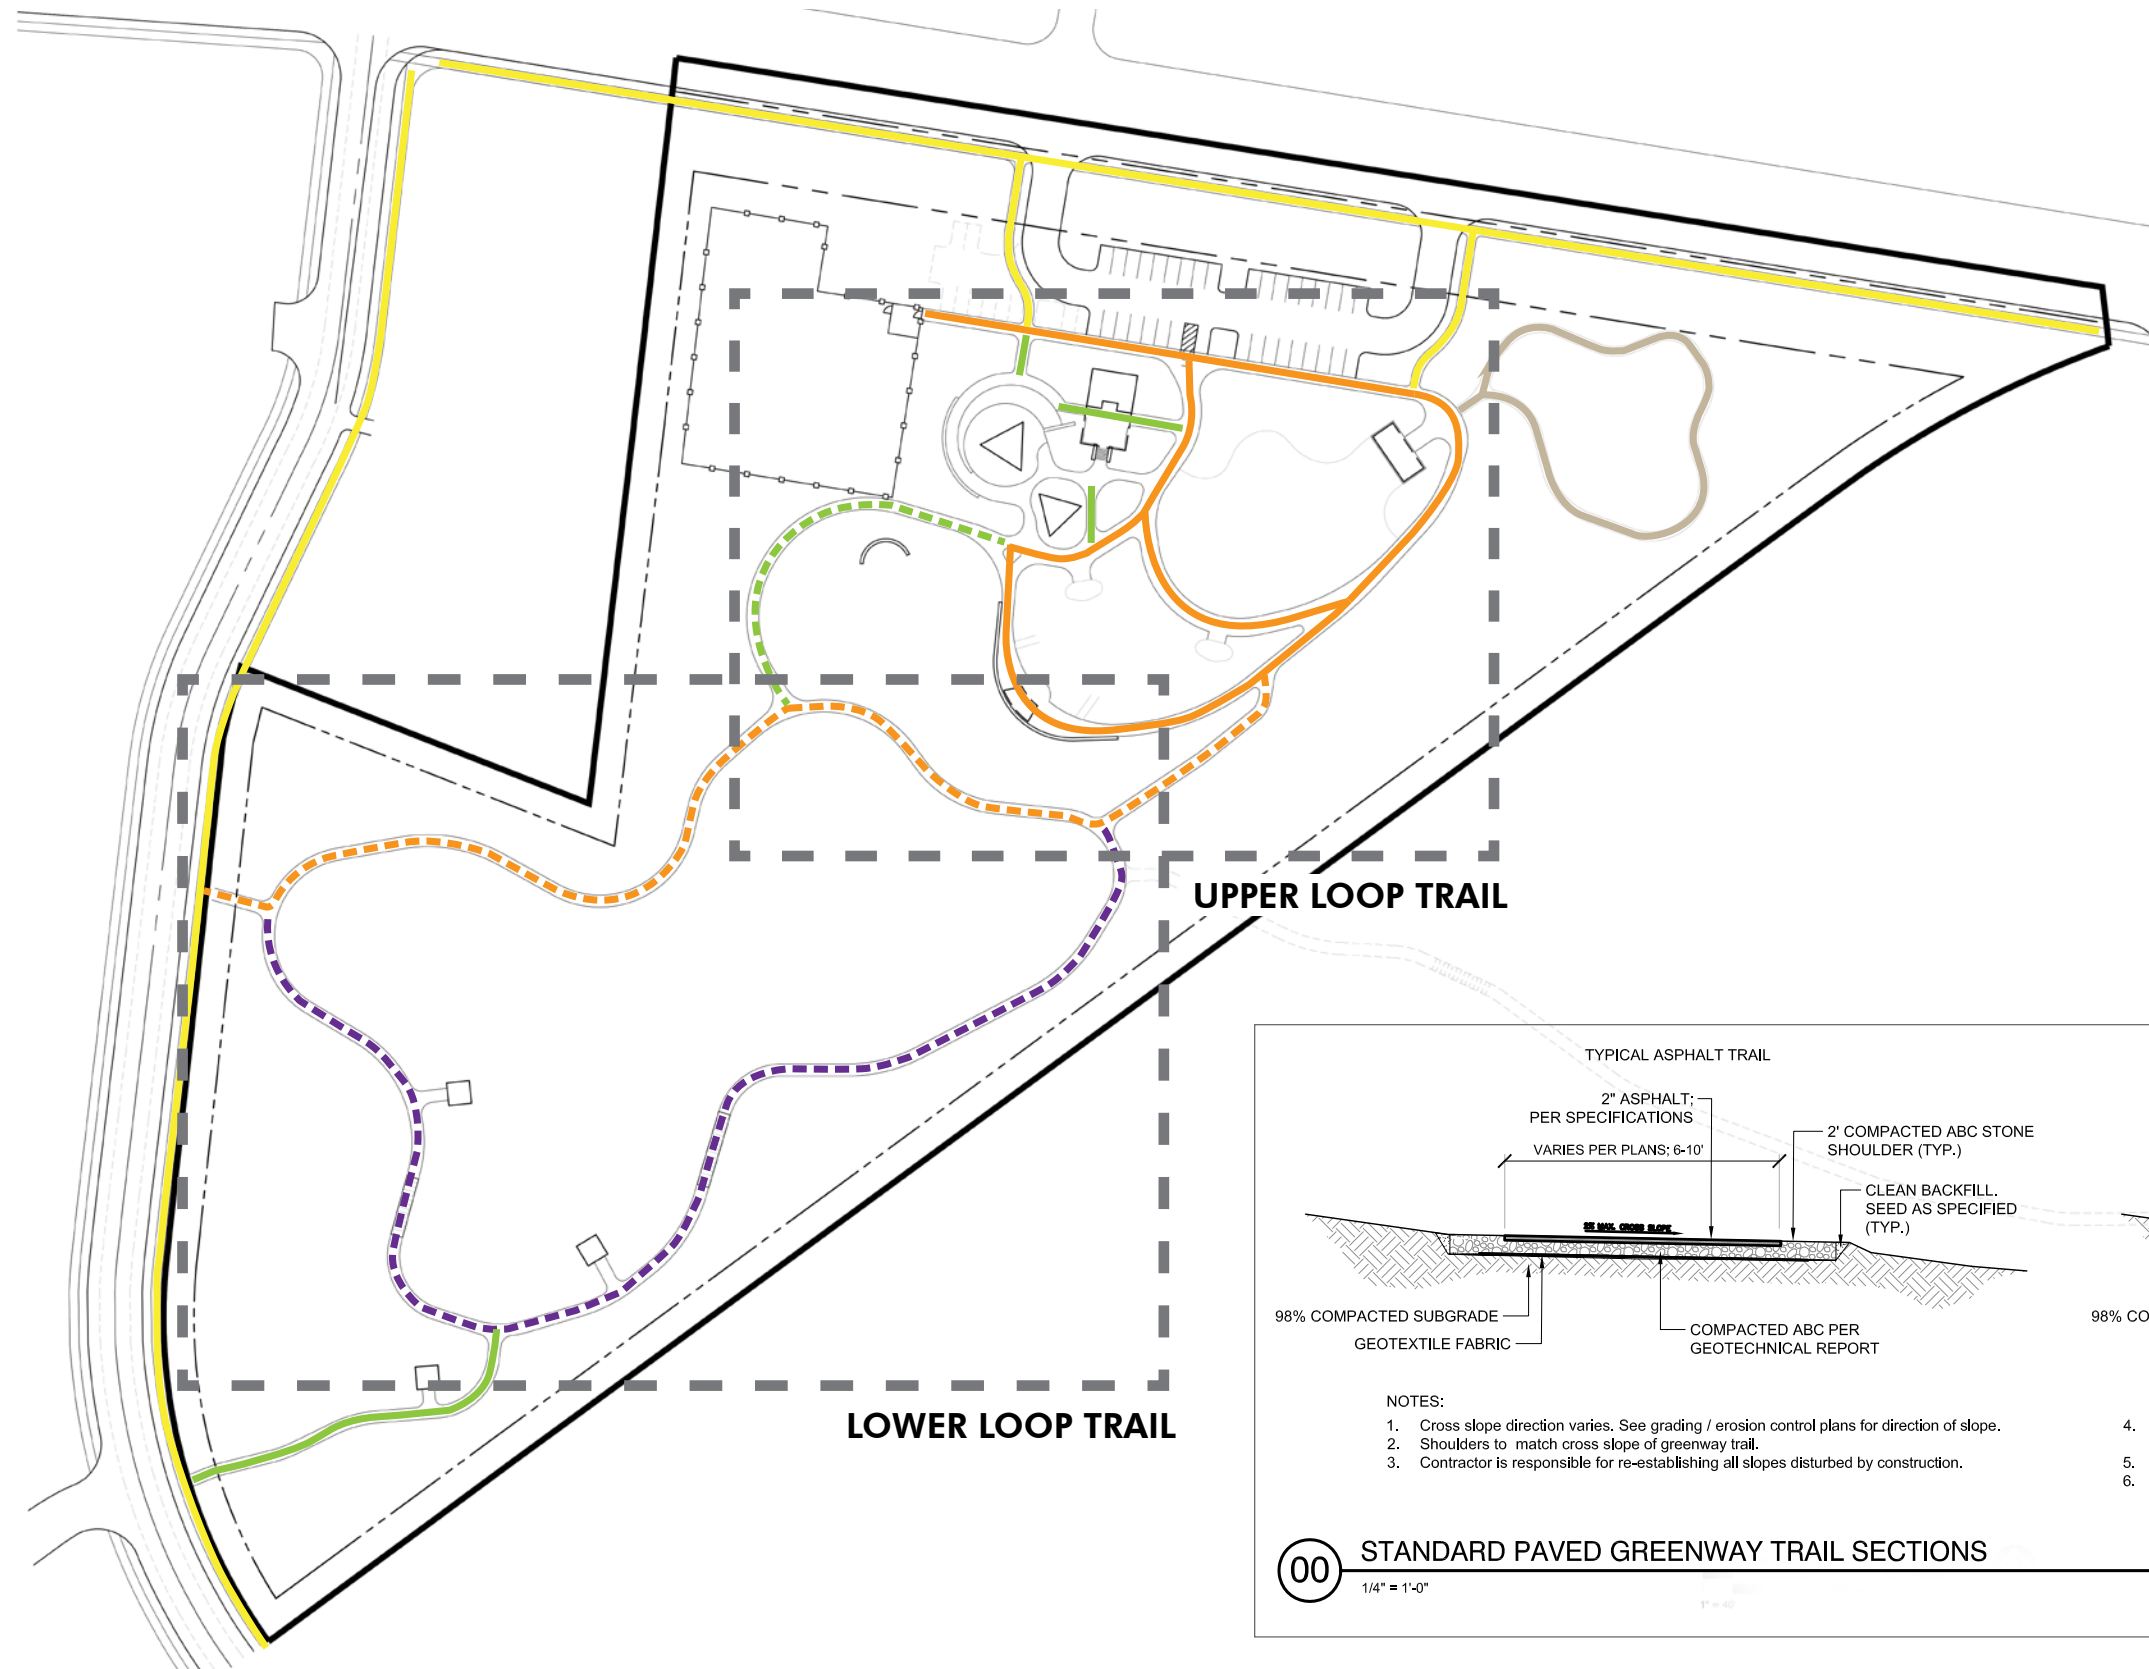 UPPER LOOP TRAIL
LOWER LOOP TRAIL
TYPICAL ASPHALT TRAIL
2" ASPHALT;
PER SPECIFICATIONS
VARIES PER PLANS; 6-10'
2' COMPACTED ABC STONE
SHOULDER (TYP.)
CLEAN BACKFILL.
SEED AS SPECIFIED
(TYP.)
2% MAX. CROSS SLOPE
98% COMPACTED SUBGRADE
GEOTEXTILE FABRIC
COMPACTED ABC PER
GEOTECHNICAL REPORT
98% CO
NOTES:
1. Cross slope direction varies. See grading / erosion control plans for direction of slope.
2. Shoulders to match cross slope of greenway trail.
3. Contractor is responsible for re-establishing all slopes disturbed by construction.
4.
5.
6.
00
STANDARD PAVED GREENWAY TRAIL SECTIONS
1/4" = 1'-0"